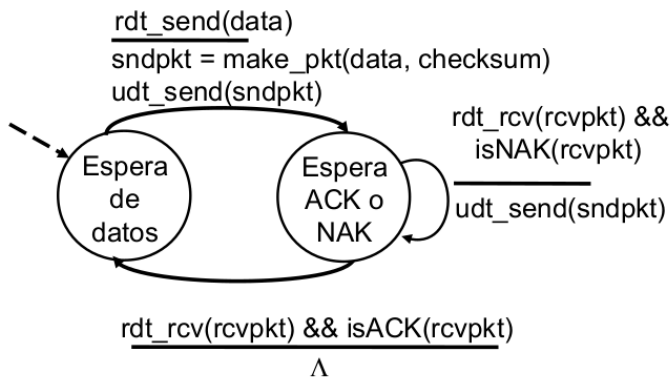 rdt_send(data)
sndpkt = make_pkt(data, checksum)
udt_send(sndpkt)
rdt_rcv(rcvpkt) &&
isNAK(rcvpkt)
udt_send(sndpkt)
Espera
de
datos
Espera
ACK o
NAK
rdt_rcv(rcvpkt) && isACK(rcvpkt)
Λ